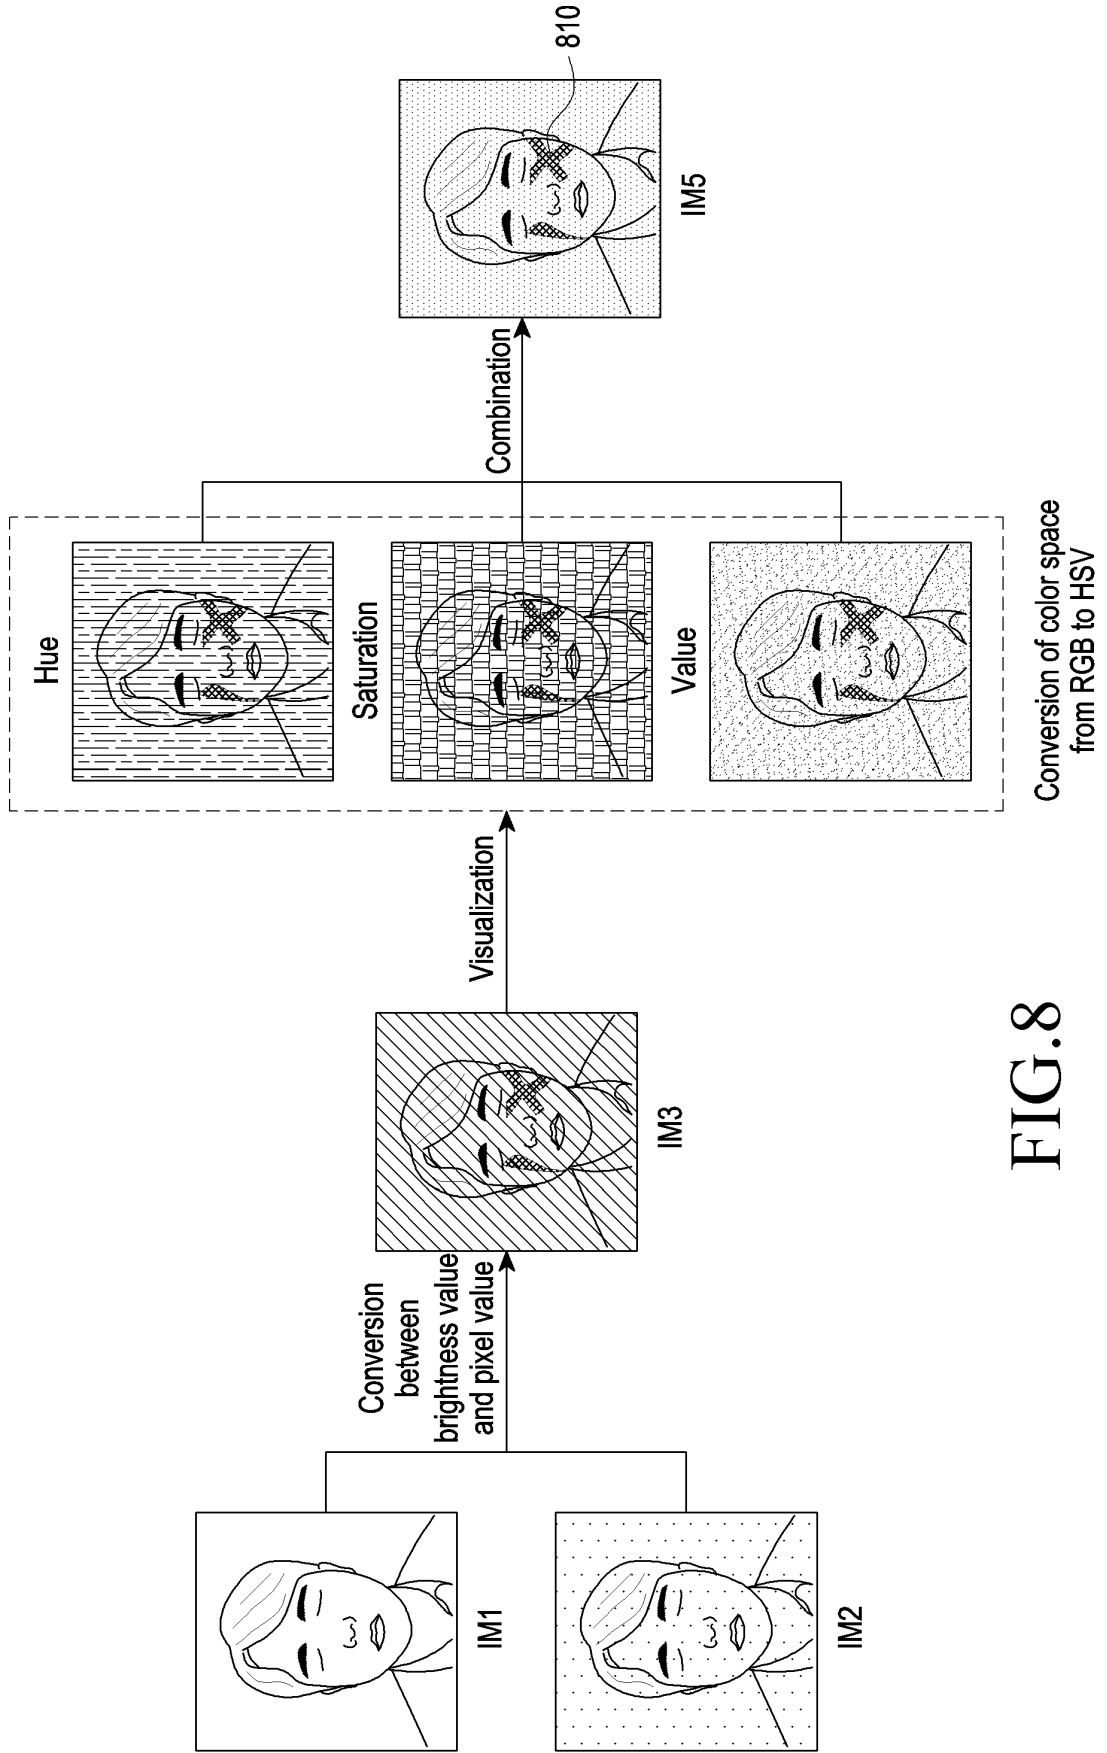 IM1
IM2
Conversion
between
brightness value
and pixel value
IM3
Visualization
Hue
Saturation
Value
Conversion of color space
from RGB to HSV
Combination
IM5
810
FIG.8